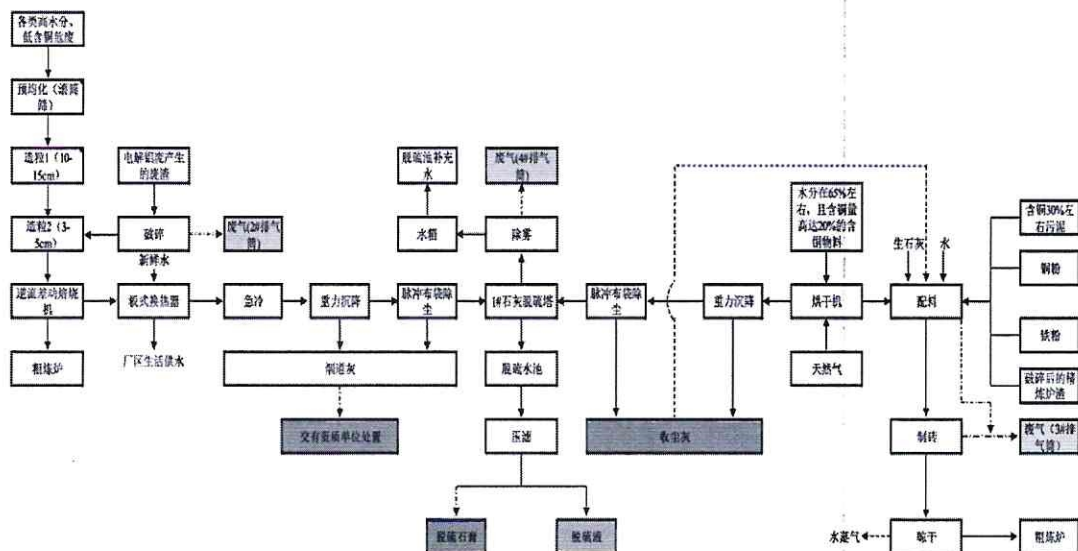 各类高水分、
低含铜危废
预均化（滚筒
筛）
造粒1（10-
15cm）
电解铝废产生
的废渣
脱硫池补充
水
废气(4#排气
筒)
水分在65%左
右，且含铜量
高达20%的含
铜物料
生石灰
水
含铜30%左
右污泥
造粒2（3-
5cm）
破碎
废气(2#排气
筒)
水箱
除雾
铜粉
新鲜水
逆流差动焙烧
机
板式换热器
急冷
重力沉降
脉冲布袋除
尘
1#石灰脱硫塔
脉冲布袋除
尘
重力沉降
烘干机
配料
铁粉
粗炼炉
厂区生活供水
烟道灰
脱硫水池
天然气
破碎后的精
炼炉渣
交有资质单位处置
压滤
收尘灰
制砖
废气（3#排
气筒）
脱硫石膏
脱硫渣
水蒸气
晾干
粗炼炉